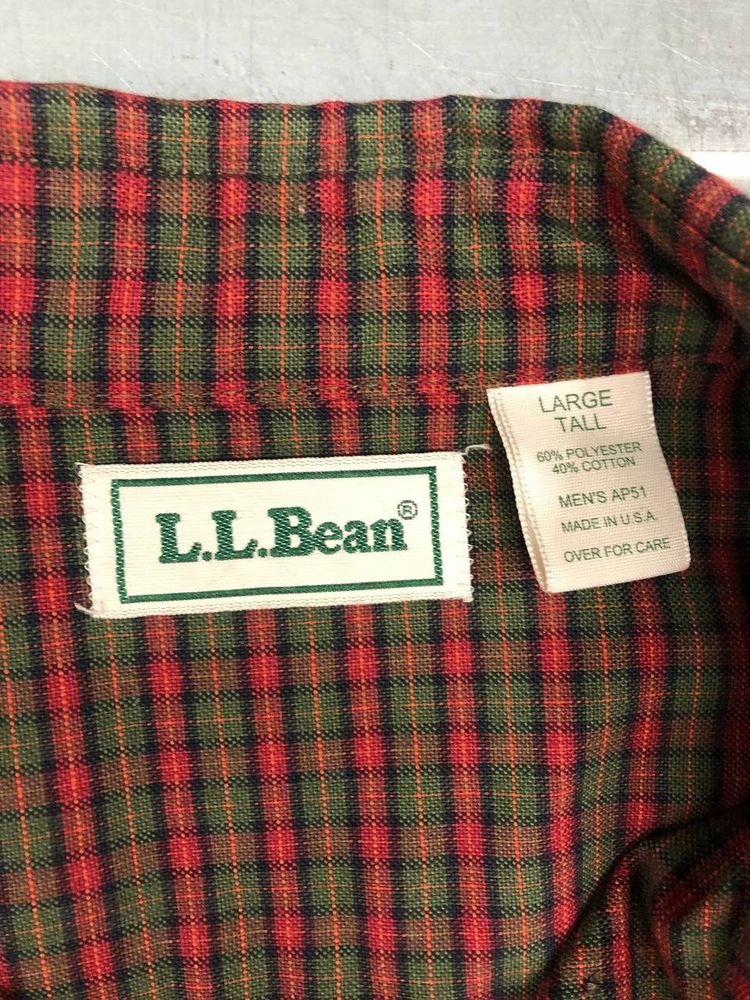 L.L.Bean®
LARGE
TALL
60% POLYESTER
40% COTTON
MEN'S AP51
MADE IN U.S.A.
OVER FOR CARE